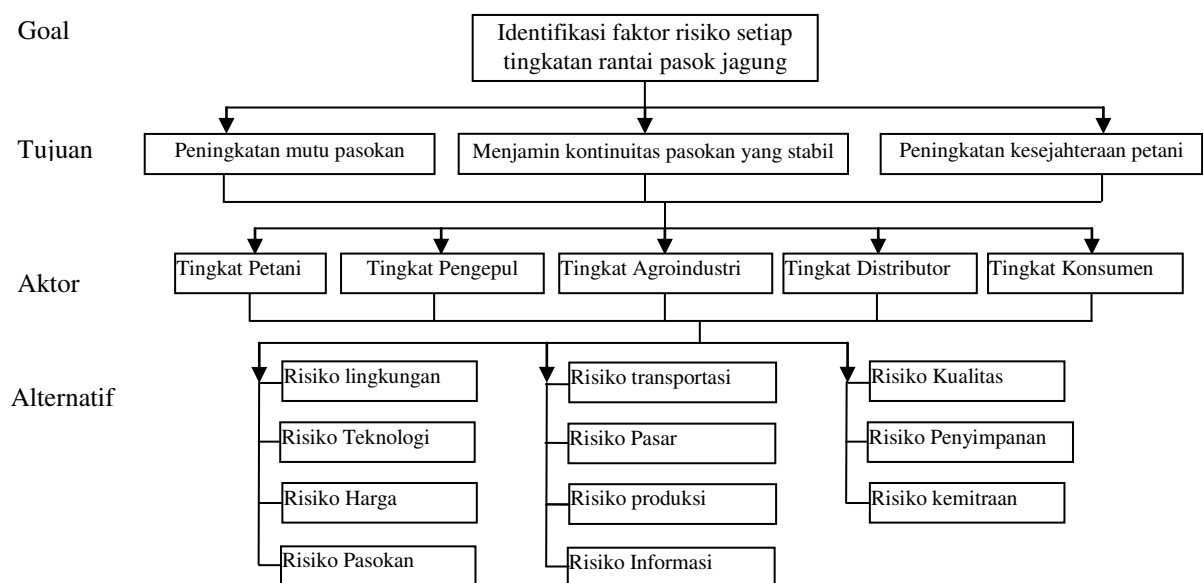 Goal
Identifikasi faktor risiko setiap
tingkatan rantai pasok jagung
Tujuan
Peningkatan mutu pasokan
Menjamin kontinuitas pasokan yang stabil
Peningkatan kesejahteraan petani
Aktor
Tingkat Petani
Tingkat Pengepul
Tingkat Agroindustri
Tingkat Distributor
Tingkat Konsumen
Alternatif
Risiko lingkungan
Risiko Teknologi
Risiko Harga
Risiko Pasokan
Risiko transportasi
Risiko Pasar
Risiko produksi
Risiko Informasi
Risiko Kualitas
Risiko Penyimpanan
Risiko kemitraan